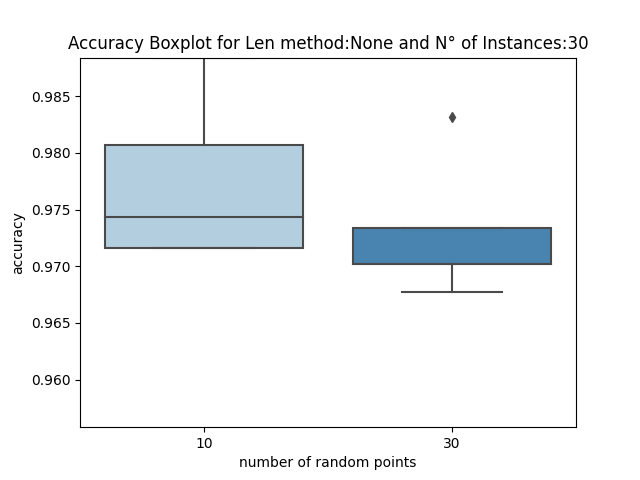 Accuracy Boxplot for Len method:None and N° of Instances:30
0.985
0.980
0.975
0.970
0.965
0.960
accuracy
10 30
number of random points